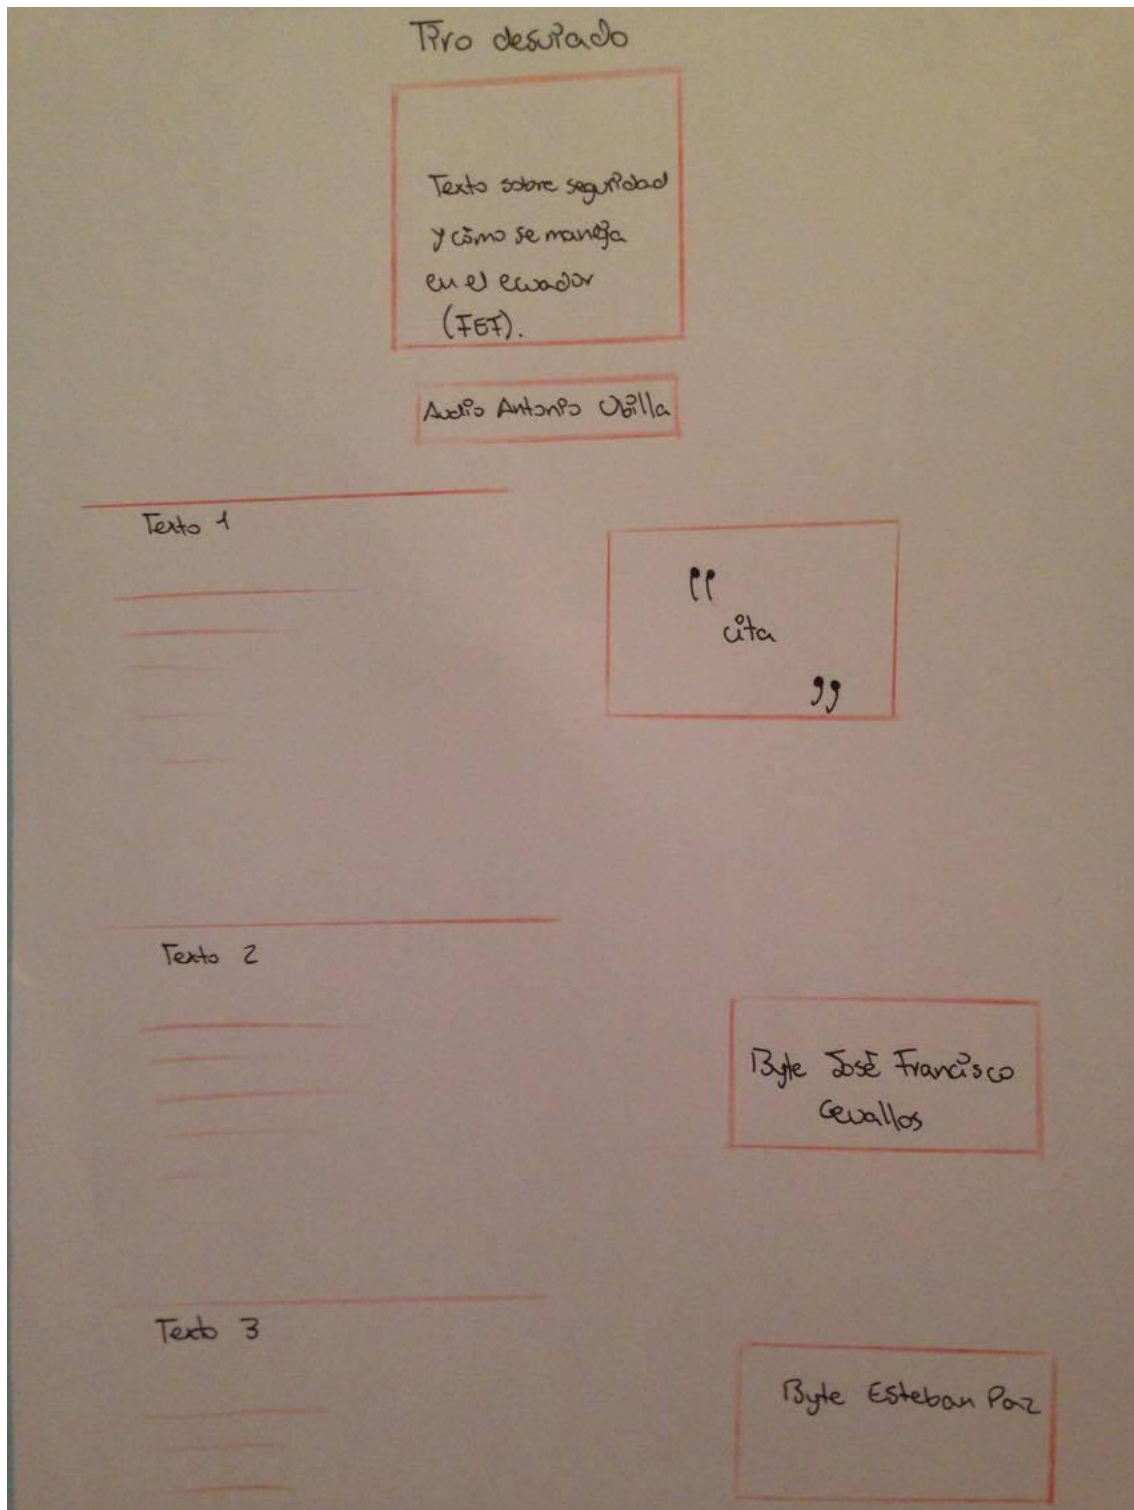 Tiro desviado
Texto sobre seguridad
y cómo se maneja
en el ecuador
(FEF).
Audio Antonio Ubilla
Texto 1
"
cita
"
Texto 2
Byte José Francisco
Cevallos
Texto 3
Byte Esteban Paz